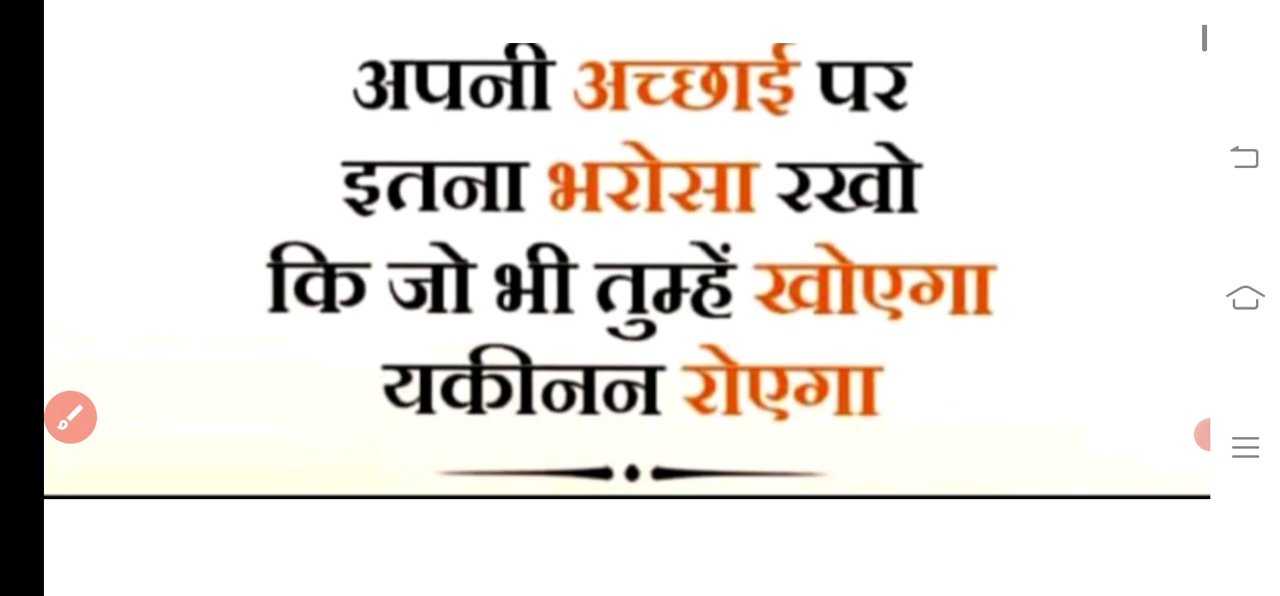 अपनी अच्छाई पर
इतना भरोसा रखो
कि जो भी तुम्हें खोएगा
यकीनन रोएगा